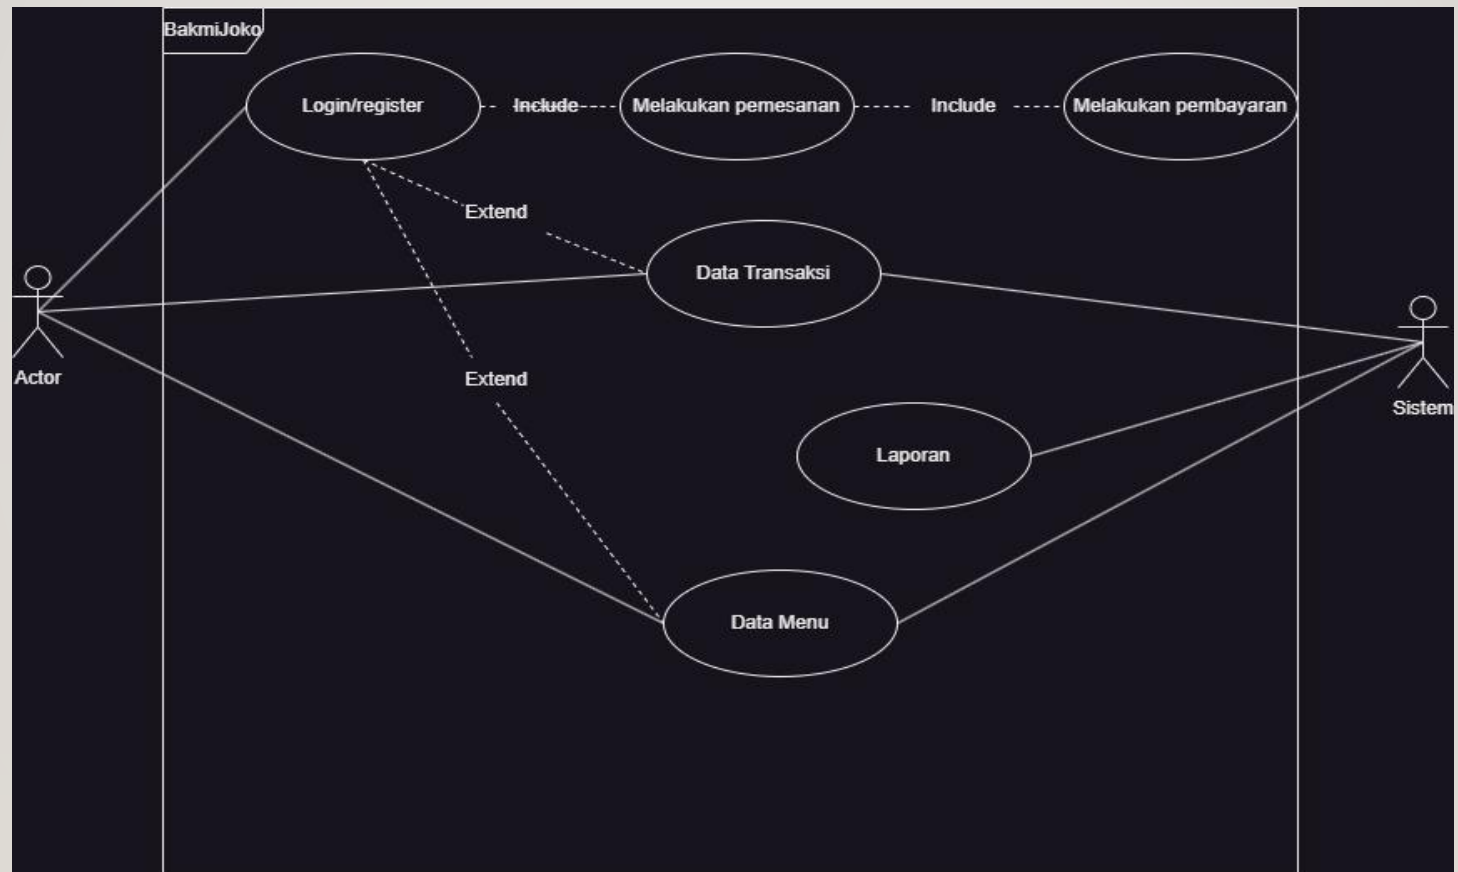 BakmiJoko
Login/register
Include
Melakukan pemesanan
Include
Melakukan pembayaran
Extend
Data Transaksi
Actor
Extend
Sistem
Laporan
Data Menu